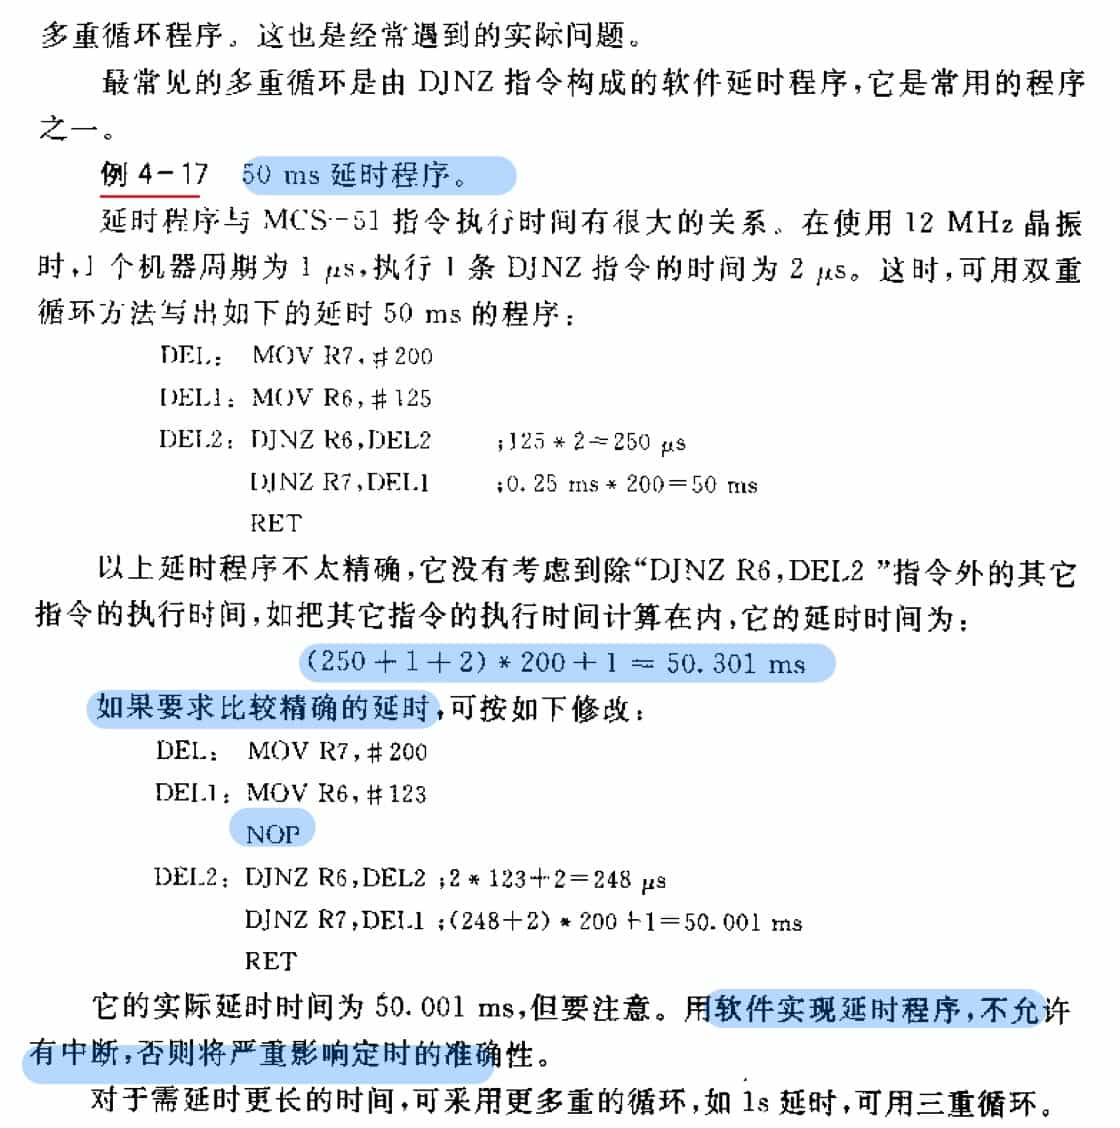 多重循环程序。这也是经常遇到的实际问题。
最常见的多重循环是由 DJNZ 指令构成的软件延时程序,它是常用的程序
之一。
例 4-17 50 ms 延时程序。
延时程序与 MCS-51 指令执行时间有很大的关系。在使用 12 MHz 晶振
时,1 个机器周期为 1 μs,执行 1 条 DJNZ 指令的时间为 2 μs。这时,可用双重
循环方法写出如下的延时 50 ms 的程序:
DEL: MOV R7,#200
DEL1: MOV R6,#125
DEL2: DJNZ R6,DEL2 ;125*2=250 μs
DJNZ R7,DEL1 ;0.25 ms*200=50 ms
RET
以上延时程序不太精确,它没有考虑到除“DJNZ R6,DEL2 ”指令外的其它
指令的执行时间,如把其它指令的执行时间计算在内,它的延时时间为:
(250+1+2)*200+1=50.301 ms
如果要求比较精确的延时,可按如下修改:
DEL: MOV R7,#200
DEL1: MOV R6,#123
NOP
DEL2: DJNZ R6,DEL2 ;2*123+2=248 μs
DJNZ R7,DEL1 ;(248+2)*200+1=50.001 ms
RET
它的实际延时时间为 50.001 ms,但要注意。用软件实现延时程序,不允许
有中断,否则将严重影响定时的准确性。
对于需延时更长的时间,可采用更多重的循环,如 1s 延时,可用三重循环。